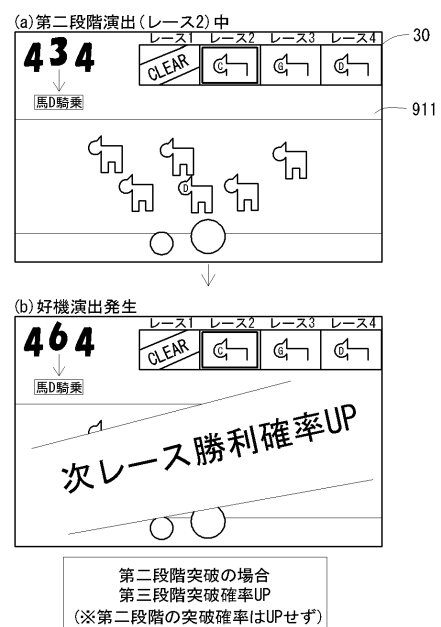 (a)第二段階演出(レース2)中
レース1 レース2 レース3 レース4
30
434
CLEAR
C
G
D
馬D騎乗
911
D
(b)好機演出発生
レース1 レース2 レース3 レース4
464
CLEAR
C
G
D
馬D騎乗
次レース勝利確率UP
第二段階突破の場合
第三段階突破確率UP
(※第二段階の突破確率はUPせず)